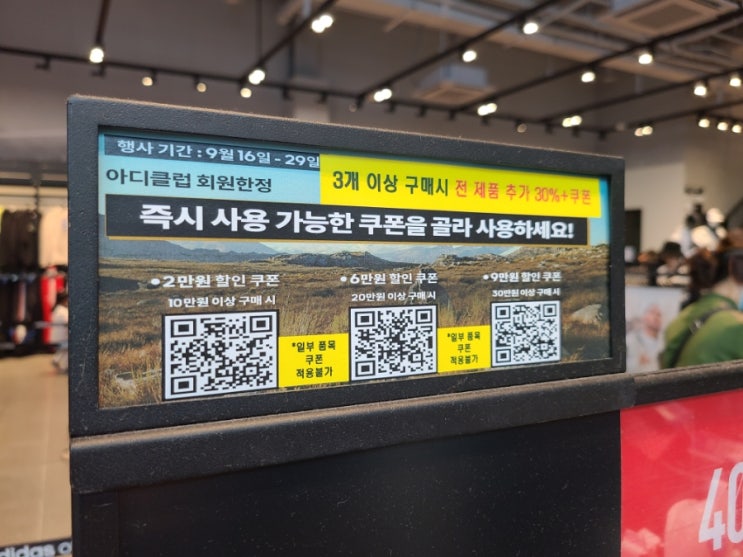 행사 기간 : 9월 16일 - 29일
아디클럽 회원한정
3개 이상 구매시 전 제품 추가 30%+쿠폰
즉시 사용 가능한 쿠폰을 골라 사용하세요!
•2만원 할인 쿠폰
10만원 이상 구매 시
•6만원 할인 쿠폰
20만원 이상 구매 시
•9만원 할인 쿠폰
30만원 이상 구매 시
*일부 품목
쿠폰
적용불가
*일부 품목
쿠폰
적용불가
40
adidas